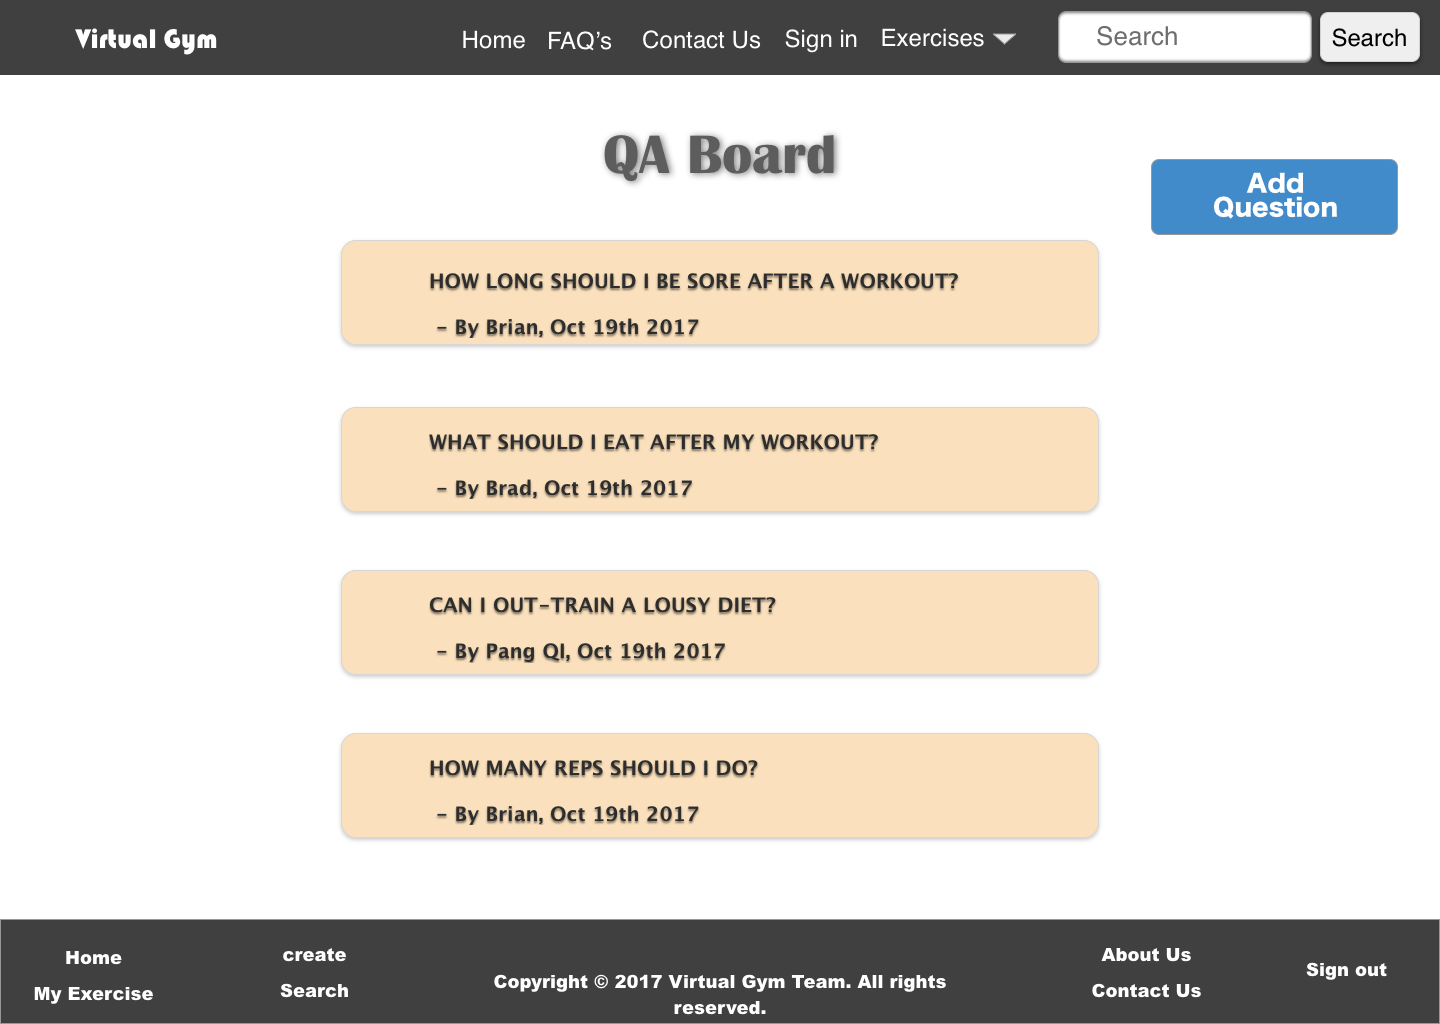 Virtual Gym
Home
FAQ’s
Contact Us
Sign in
Exercises
Search
Search
QA Board
Add
Question
HOW LONG SHOULD I BE SORE AFTER A WORKOUT?
- By Brian, Oct 19th 2017
WHAT SHOULD I EAT AFTER MY WORKOUT?
- By Brad, Oct 19th 2017
CAN I OUT-TRAIN A LOUSY DIET?
- By Pang QI, Oct 19th 2017
HOW MANY REPS SHOULD I DO?
- By Brian, Oct 19th 2017
Home
My Exercise
create
Search
Copyright © 2017 Virtual Gym Team. All rights
reserved.
About Us
Contact Us
Sign out